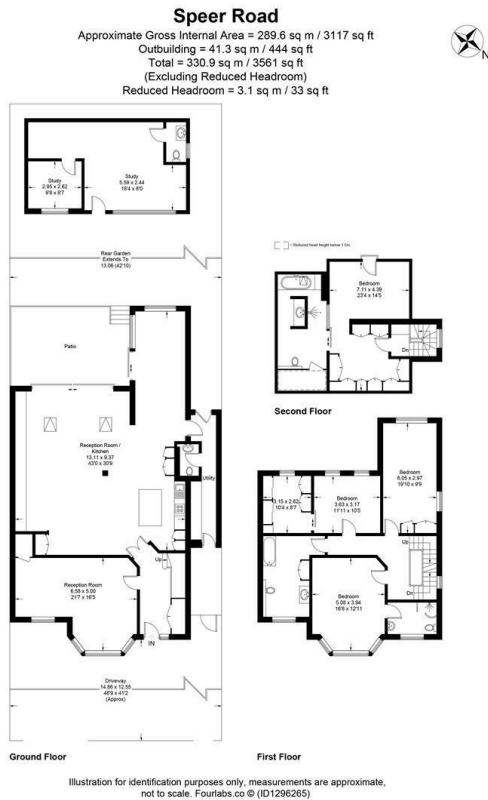 Speer Road
Approximate Gross Internal Area = 289.6 sq m / 3117 sq ft
Outbuilding = 41.3 sq m / 444 sq ft
Total = 330.9 sq m / 3561 sq ft
(Excluding Reduced Headroom)
Reduced Headroom = 3.1 sq m / 33 sq ft
N
Study
2.95 x 2.62
9'8 x 8'7
Study
5.59 x 2.44
18'4 x 8'0
Rear Garden
Extends To
13.06 (42'10)
Patio
Reception Room /
Kitchen
13.11 x 9.37
43'0 x 30'9
Utility
Up
Reception Room
6.58 x 5.00
21'7 x 16'5
IN
Driveway
14.86 x 12.55
48'9 x 41'2
(Approx)
Ground Floor
= Reduced head height below 1.5m
Bedroom
7.11 x 4.39
23'4 x 14'5
Dn
Second Floor
Bedroom
6.05 x 2.97
19'10 x 9'9
3.15 x 2.62
10'4 x 8'7
Bedroom
3.63 x 3.17
11'11 x 10'5
Up
Dn
Bedroom
5.08 x 3.94
16'8 x 12'11
First Floor
Illustration for identification purposes only, measurements are approximate,
not to scale. Fourlabs.co © (ID1296265)